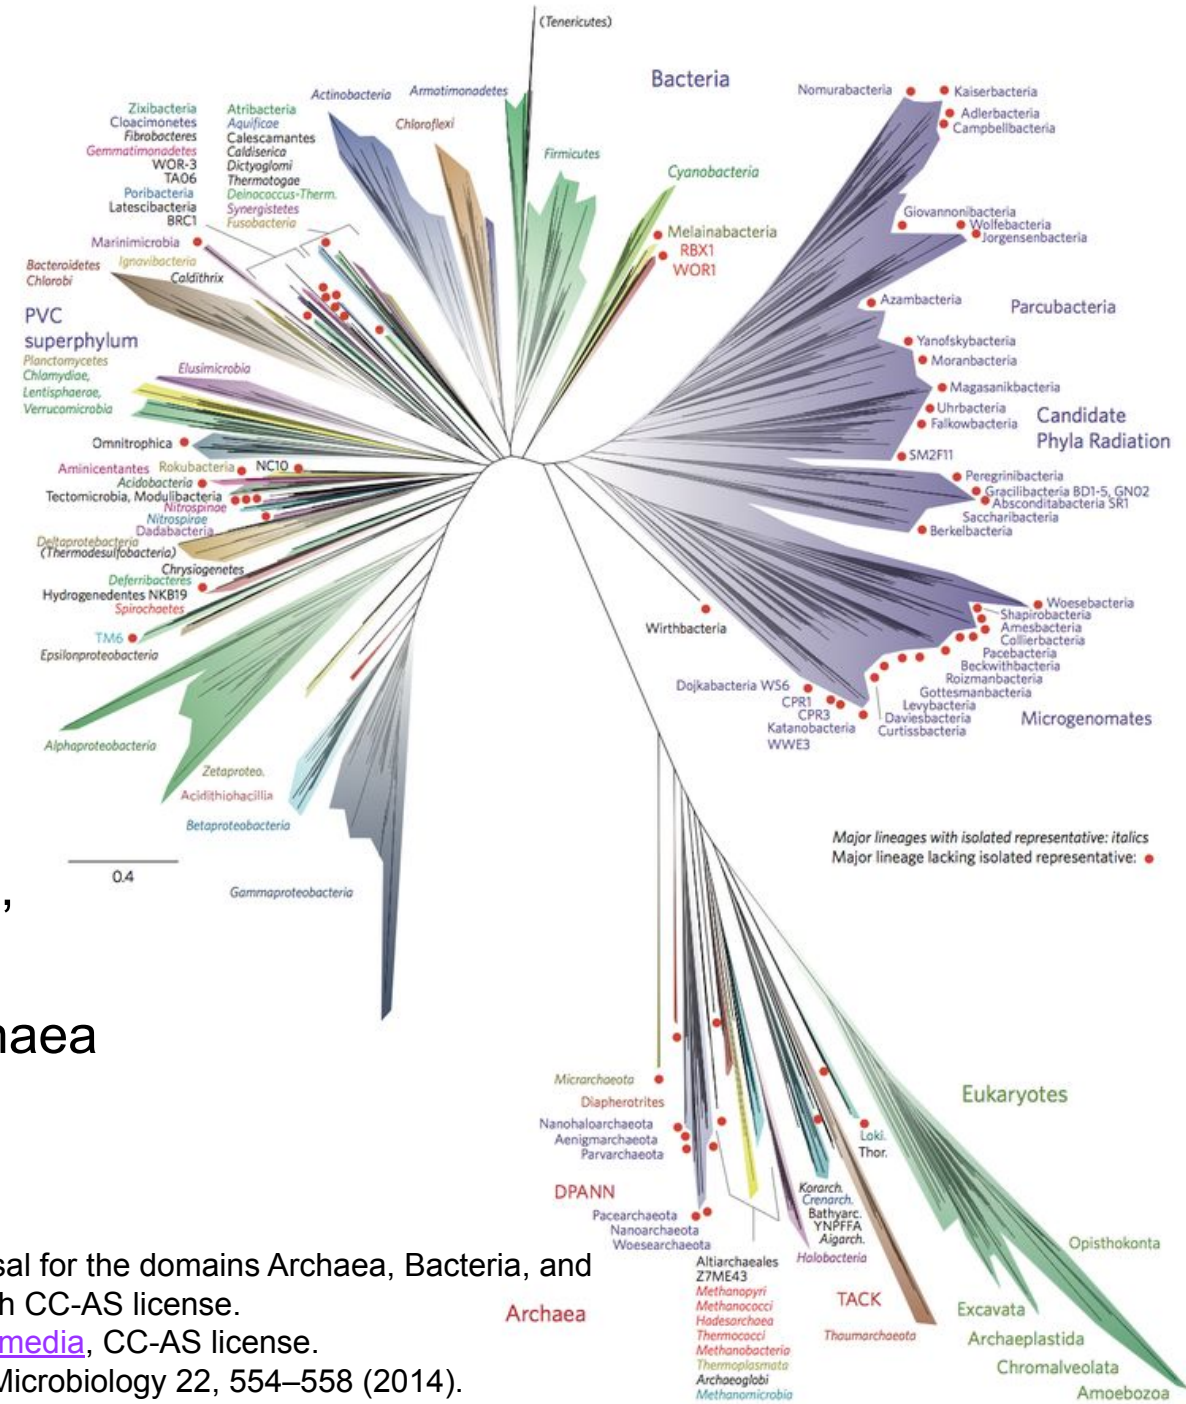 (Tenericutes)
Bacteria
Actinobacteria
Armatimonadetes
Chloroflexi
Firmicutes
Cyanobacteria
Melainabacteria
RBX1
WOR1
Zixibacteria
Cloacimonetes
Fibrobacteres
Gemmatimonadetes
WOR-3
TA06
Poribacteria
Latescibacteria
BRC1
Atribacteria
Aquificae
Calescamantes
Caldiserica
Dictyoglomi
Thermotogae
Deinococcus-Therm.
Synergistetes
Fusobacteria
Marinimicrobia
Ignavibacteria
Bacteroidetes
Chlorobi
Caldithrix
PVC
superphylum
Planctomycetes
Chlamydiae,
Lentisphaerae,
Verrucomicrobia
Elusimicrobia
Omnitrophica
Aminicentantes
Rokubacteria
NC10
Acidobacteria
Tectomicrobia, Modulibacteria
Nitrospinae
Nitrospirae
Dadabacteria
Deltaprotebacteria
(Thermodesulfobacteria)
Chrysiogenetes
Deferribacteres
Hydrogenedentes NKB19
Spirochaetes
TM6
Epsilonproteobacteria
Alphaproteobacteria
Zetaproteo.
Acidithiobacillia
Betaproteobacteria
Gammaproteobacteria
0.4
Nomurabacteria
Kaiserbacteria
Adlerbacteria
Campbellbacteria
Giovannonibacteria
Wolfebacteria
Jorgensenbacteria
Azambacteria
Parcubacteria
Yanofskybacteria
Moranbacteria
Magasanikbacteria
Uhrbacteria
Falkowbacteria
Candidate
Phyla Radiation
SM2F11
Peregrinibacteria
Gracilibacteria BD1-5, GN02
Absconditabacteria SR1
Saccharibacteria
Berkelbacteria
Woesebacteria
Shapirobacteria
Amesbacteria
Collierbacteria
Pacebacteria
Beckwithbacteria
Roizmanbacteria
Gottesmanbacteria
Levybacteria
Daviesbacteria
Curtissbacteria
Microgenomates
Wirthbacteria
Dojkabacteria WS6
CPR1
CPR3
Katanobacteria
WWE3
Major lineages with isolated representative: italics
Major lineage lacking isolated representative:
,
haea
Micrarchaeota
Diapherotrites
Nanohaloarchaeota
Aenigmarchaeota
Parvarchaeota
DPANN
Pacearchaeota
Nanoarchaeota
Woesearchaeota
Altiarchaeales
Z7ME43
Methanopyri
Methanococci
Hadesarchaea
Thermococci
Methanobacteria
Thermoplasmata
Archaeoglobi
Methanomicrobia
Halobacteria
Korarch.
Crenarch.
Bathyarc.
YNPFFA
Aigarch.
Loki.
Thor.
TACK
Thaumarchaeota
Archaea
Eukaryotes
Opisthokonta
Excavata
Archaeplastida
Chromalveolata
Amoebozoa
sal for the domains Archaea, Bacteria, and
h CC-AS license.
media, CC-AS license.
Microbiology 22, 554–558 (2014).